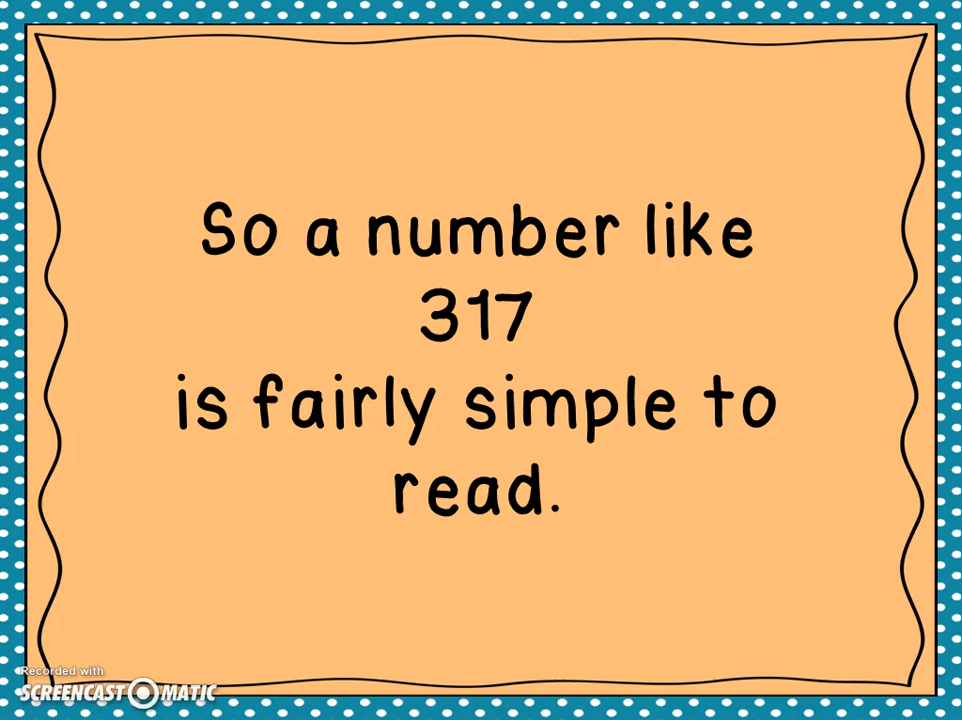 So a number like
317
is fairly simple to
read.
Recorded with
SCREENCAST-O-MATIC